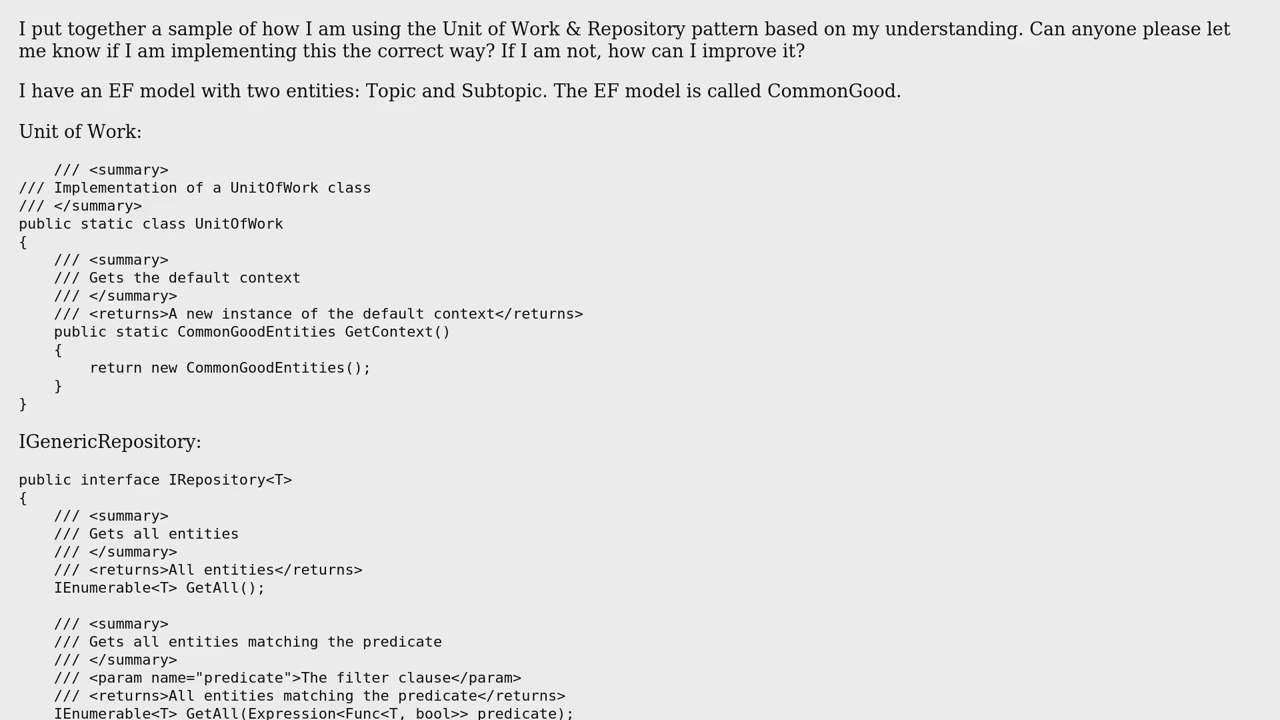 I put together a sample of how I am using the Unit of Work & Repository pattern based on my understanding. Can anyone please let
me know if I am implementing this the correct way? If I am not, how can I improve it?
I have an EF model with two entities: Topic and Subtopic. The EF model is called CommonGood.
Unit of Work:
    /// <summary>
/// Implementation of a UnitOfWork class
/// </summary>
public static class UnitOfWork
{
    /// <summary>
    /// Gets the default context
    /// </summary>
    /// <returns>A new instance of the default context</returns>
    public static CommonGoodEntities GetContext()
    {
        return new CommonGoodEntities();
    }
}
IGenericRepository:
public interface IRepository<T>
{
    /// <summary>
    /// Gets all entities
    /// </summary>
    /// <returns>All entities</returns>
    IEnumerable<T> GetAll();
    /// <summary>
    /// Gets all entities matching the predicate
    /// </summary>
    /// <param name="predicate">The filter clause</param>
    /// <returns>All entities matching the predicate</returns>
    IEnumerable<T> GetAll(Expression<Func<T, bool>> predicate);